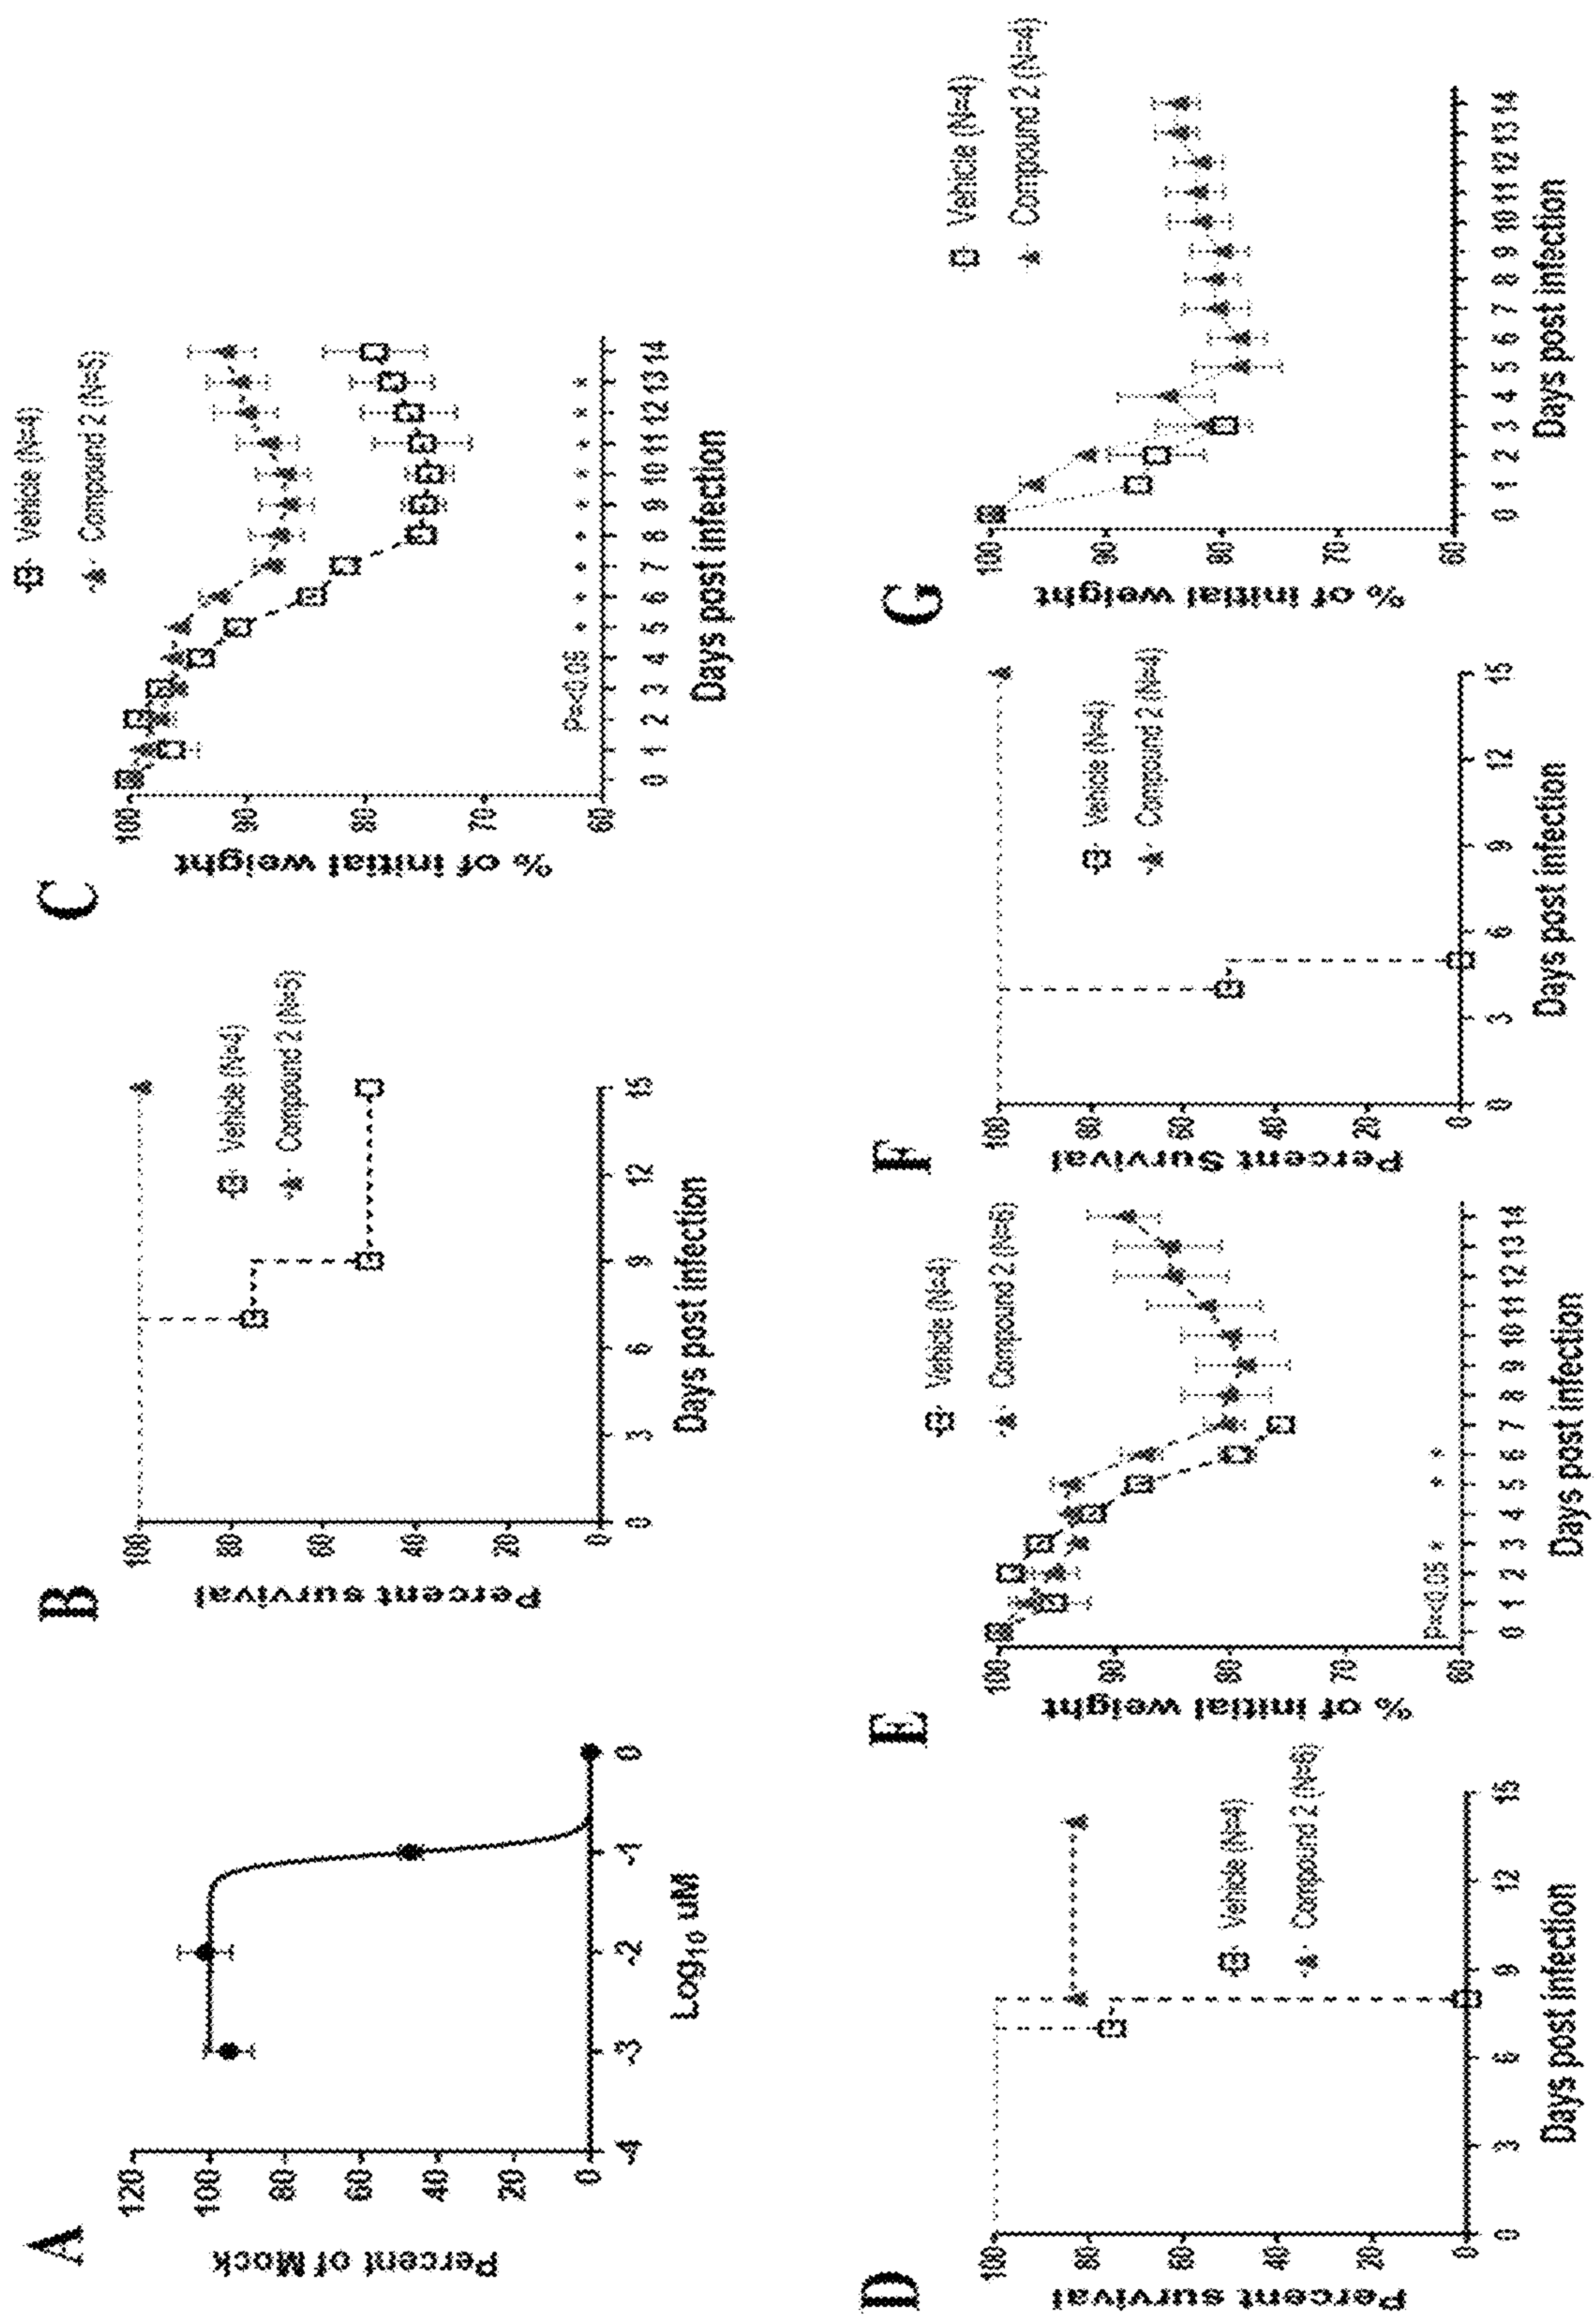 A
Percent of Mock
120
100
80
60
40
20
0
-4
-3
-2
-1
0
Log10 uM
B
Percent survival
100
80
60
40
20
0
0 3 6 9 12 15
Days post infection
Vehicle (N=4)
Compound 2 (N=5)
C
% of initial weight
100
90
80
70
60
0 1 2 3 4 5 6 7 8 9 10 11 12 13 14
Days post infection
Vehicle (N=4)
Compound 2 (N=5)
P=<0.05
* * * * * * * * *
D
Percent survival
100
80
60
40
20
0
0 3 6 9 12 15
Days post infection
Vehicle (N=4)
Compound 2 (N=6)
E
% of initial weight
100
90
80
70
60
0 1 2 3 4 5 6 7 8 9 10 11 12 13 14
Days post infection
Vehicle (N=4)
Compound 2 (N=6)
P=<0.05 * * *
F
Percent Survival
100
80
60
40
20
0
0 3 6 9 12 15
Days post infection
Vehicle (N=4)
Compound 2 (N=4)
G
% of initial weight
100
90
80
70
60
0 1 2 3 4 5 6 7 8 9 10 11 12 13 14
Days post infection
Vehicle (N=4)
Compound 2 (N=4)